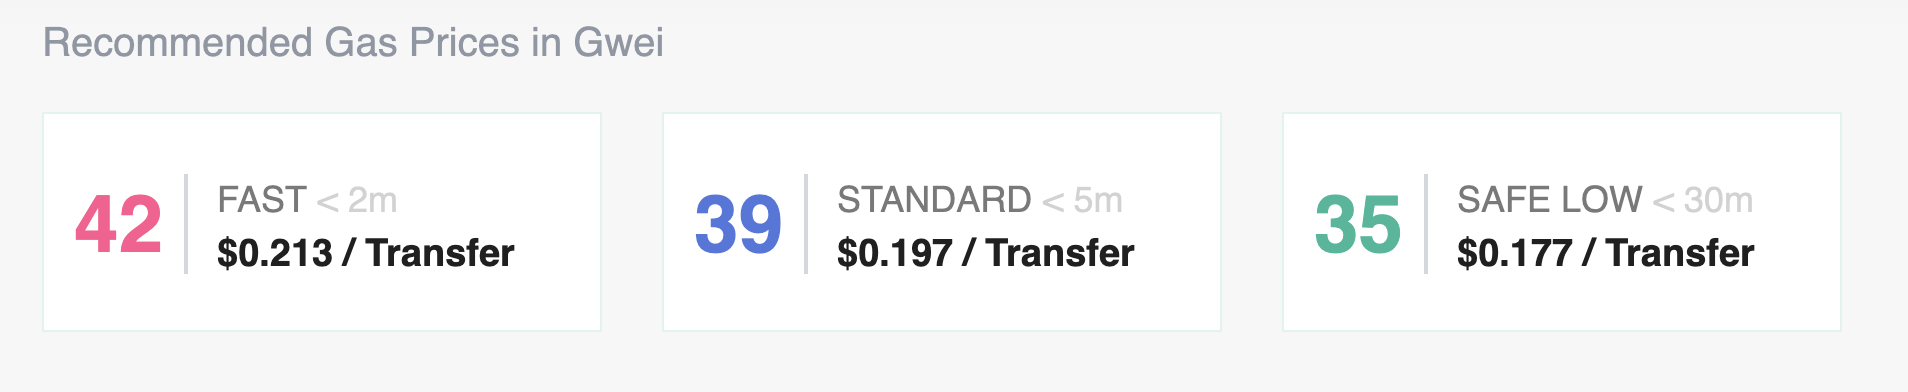 Recommended Gas Prices in Gwei
42
FAST < 2m
$0.213 / Transfer
39
STANDARD < 5m
$0.197 / Transfer
35
SAFE LOW < 30m
$0.177 / Transfer